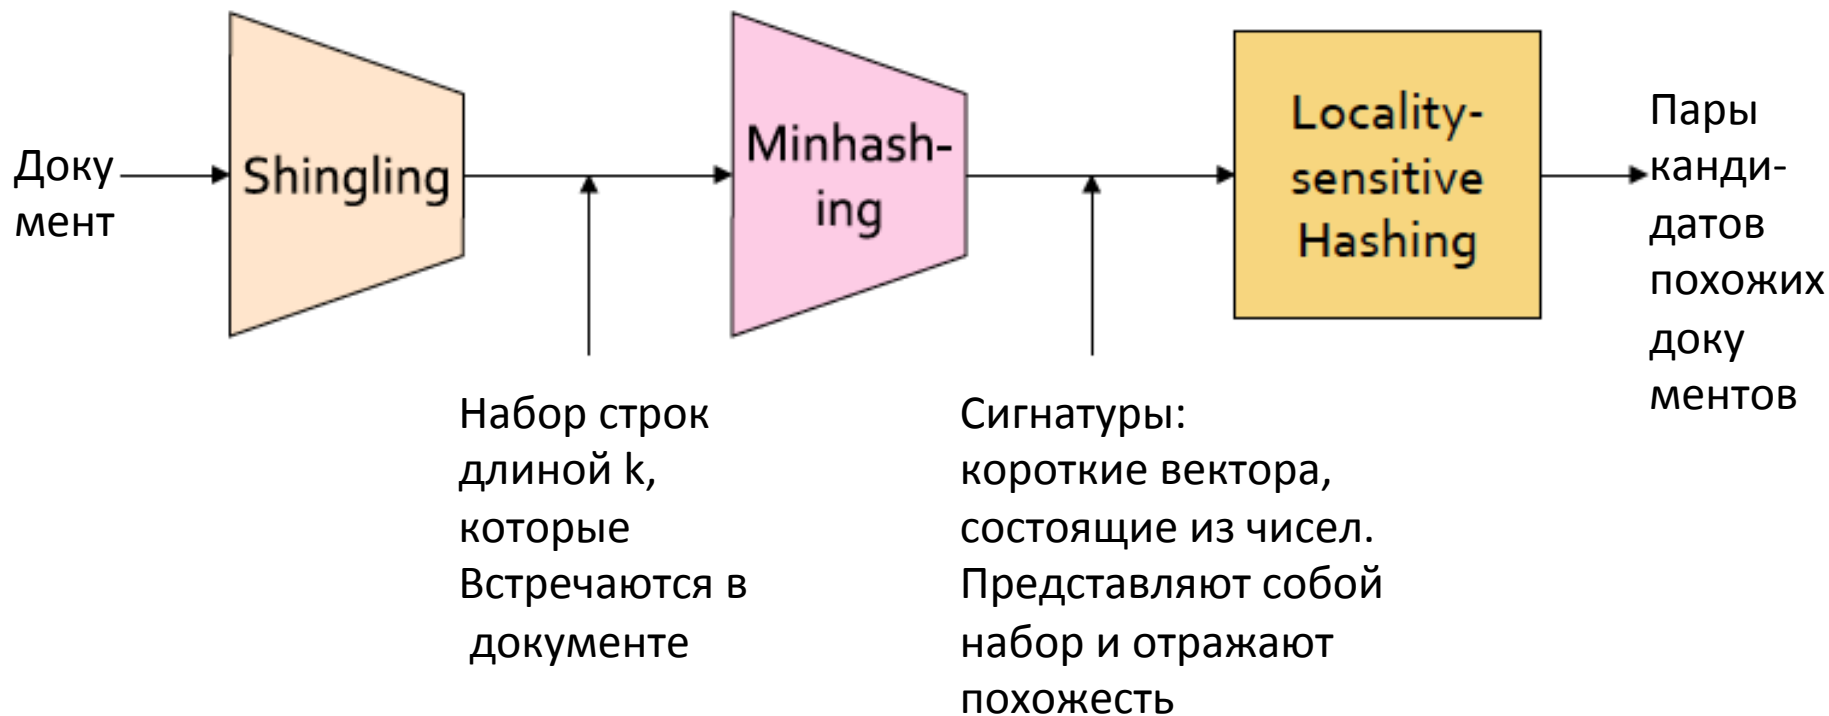 Доку
мент
Shingling
Minhash-
ing
Locality-
sensitive
Hashing
Пары
канди-
датов
похожих
доку
ментов
Набор строк
длиной k,
которые
Встречаются в
документе
Сигнатуры:
короткие вектора,
состоящие из чисел.
Представляют собой
набор и отражают
похожесть